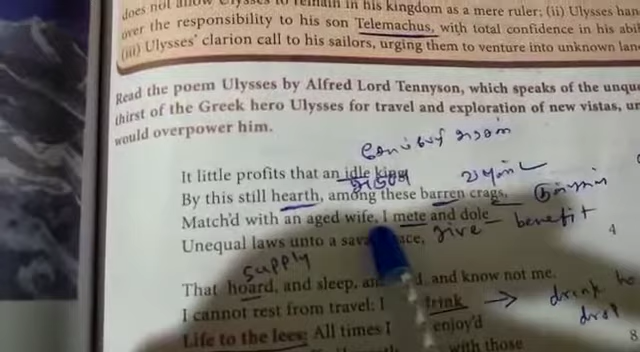 does not allow Ulysses to remain in his kingdom as a mere ruler; (ii) Ulysses han
over the responsibility to his son Telemachus, with total confidence in his abi
(iii) Ulysses' clarion call to his sailors, urging them to venture into unknown lan
Read the poem Ulysses by Alfred Lord Tennyson, which speaks of the unqu
thirst of the Greek hero Ulysses for travel and exploration of new vistas, un
would overpower him.
It little profits that an idle king,
By this still hearth, among these barren crags,
Match'd with an aged wife, I mete and dole
give benefit
Unequal laws unto a sava ace,
4
supply
That hoard, and sleep, an d, and know not me.
I cannot rest from travel: I drink → drink
Life to the lees: All times I enjoy'd
8
with those